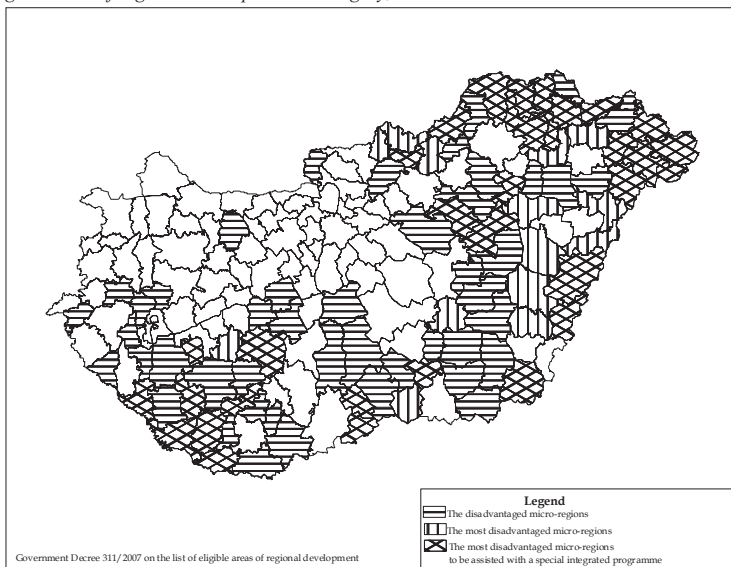 Legend
The disadvantaged micro-regions
The most disadvantaged micro-regions
The most disadvantaged micro-regions
to be assisted with a special integrated programme
Government Decree 311/2007 on the list of eligible areas of regional development